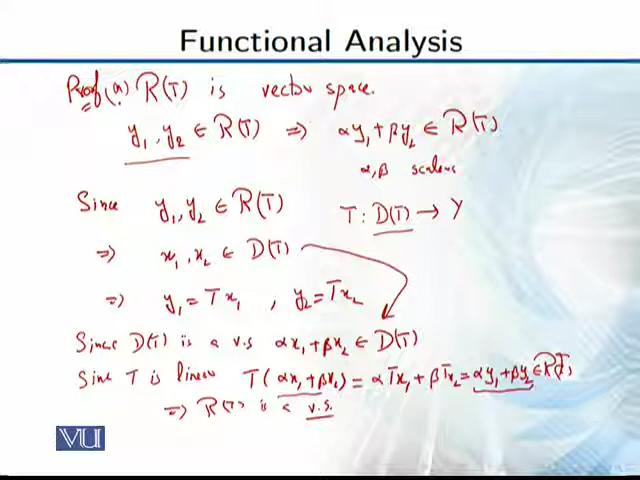 Functional Analysis
Proof (a) R(T) is vector space.
y₁, y₂ ∈ R(T) ⇒ αy₁ + βy₂ ∈ R(T)
α, β scalars
Since y₁, y₂ ∈ R(T) T : D(T) → Y
⇒ x₁, x₂ ∈ D(T)
⇒ y₁ = Tx₁ , y₂ = Tx₂
Since D(T) is a v.s αx₁ + βx₂ ∈ D(T)
Sinc T is linear T(αx₁ + βx₂) = αTx₁ + βTx₂ = αy₁ + βy₂ ∈ R(T)
⇒ R(T) is a v.s.
VU